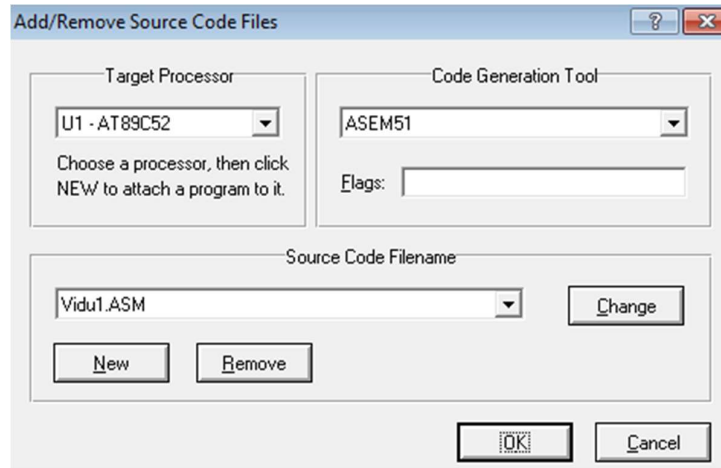 Add/Remove Source Code Files
Target Processor
U1 - AT89C52
Choose a processor, then click
NEW to attach a program to it.
Code Generation Tool
ASEM51
Flags:
Source Code Filename
Vidu1.ASM
Change
New
Remove
OK
Cancel